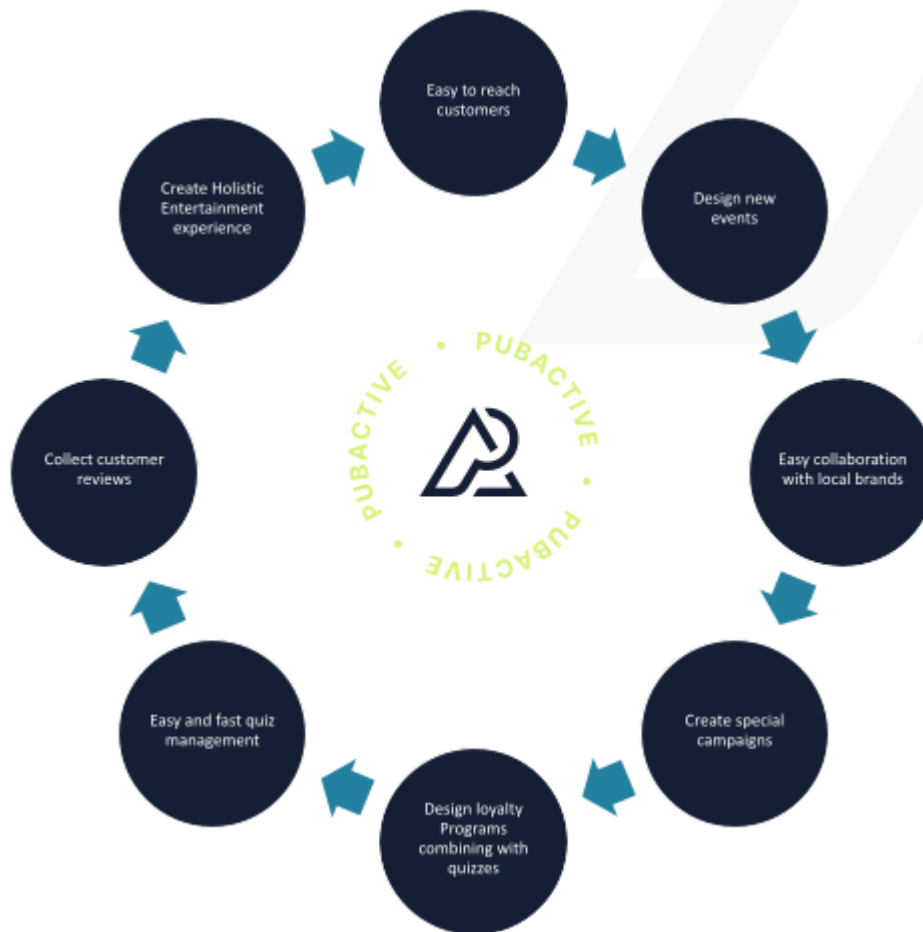 Easy to reach
customers
Design new
events
Easy collaboration
with local brands
Create special
campaigns
Design loyalty
Programs
combining with
quizzes
Easy and fast quiz
management
Collect customer
reviews
Create Holistic
Entertainment
experience
PUBACTIVE • PUBACTIVE • PUBACTIVE •